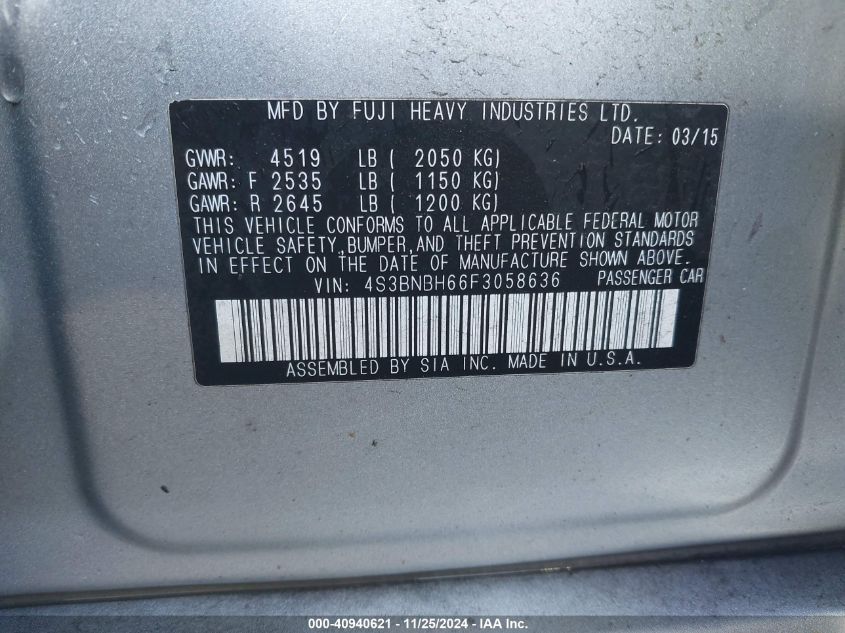 MFD BY FUJI HEAVY INDUSTRIES LTD.
DATE: 03/15
GVWR: 4519 LB ( 2050 KG)
GAWR: F 2535 LB ( 1150 KG)
GAWR: R 2645 LB ( 1200 KG)
THIS VEHICLE CONFORMS TO ALL APPLICABLE FEDERAL MOTOR
VEHICLE SAFETY, BUMPER, AND THEFT PREVENTION STANDARDS
IN EFFECT ON THE DATE OF MANUFACTURE SHOWN ABOVE.
VIN: 4S3BNBH66F3058636 PASSENGER CAR
ASSEMBLED BY SIA INC. MADE IN U.S.A.
000-40940621 - 11/25/2024 - IAAI.com